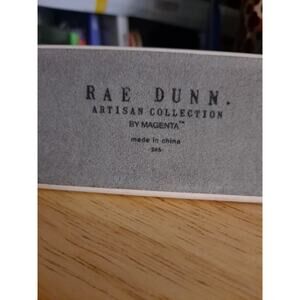 RAE DUNN.
ARTISAN COLLECTION
BY MAGENTA™
made in china